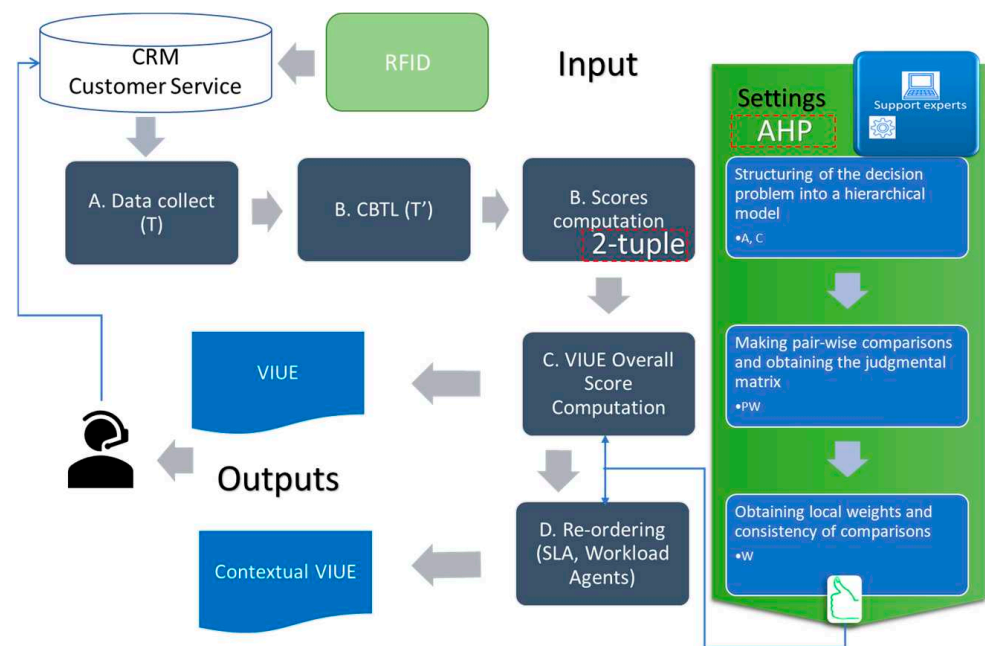 CRM
Customer Service
RFID
Input
Settings
AHP
Support experts
A. Data collect
(T)
B. CBTL (T’)
B. Scores
computation
2-tuple
Structuring of the decision
problem into a hierarchical
model
•A, C
VIUE
C. VIUE Overall
Score
Computation
Making pair-wise comparisons
and obtaining the judgmental
matrix
•PW
Outputs
Contextual VIUE
D. Re-ordering
(SLA, Workload
Agents)
Obtaining local weights and
consistency of comparisons
•W